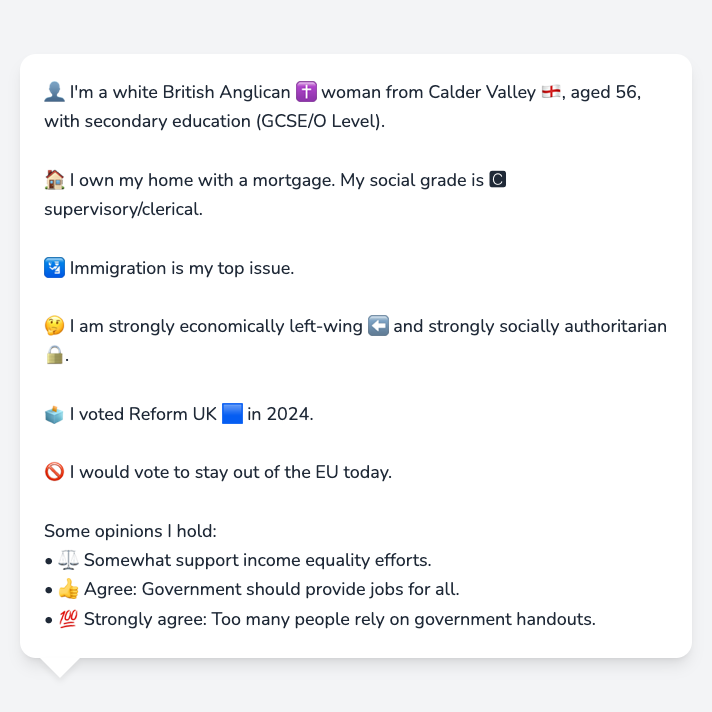 👤 I'm a white British Anglican ✝️ woman from Calder Valley 🏴󠁧󠁢󠁥󠁮󠁧󠁿, aged 56,
with secondary education (GCSE/O Level).
🏠 I own my home with a mortgage. My social grade is 🅲
supervisory/clerical.
🛂 Immigration is my top issue.
🤔 I am strongly economically left-wing ⬅️ and strongly socially authoritarian
🔒.
🗳️ I voted Reform UK 🟦 in 2024.
🚫 I would vote to stay out of the EU today.
Some opinions I hold:
• ⚖️ Somewhat support income equality efforts.
• 👍 Agree: Government should provide jobs for all.
• 💯 Strongly agree: Too many people rely on government handouts.